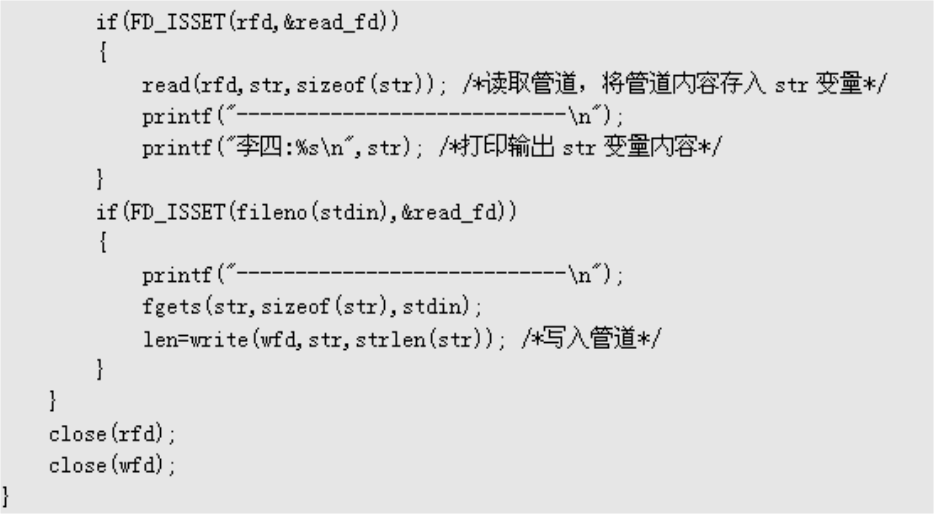 if(FD_ISSET(rfd,&read_fd))
{
read(rfd,str,sizeof(str)); /*读取管道，将管道内容存入 str 变量*/
printf("----------------------------\n");
printf("李四:%s\n",str); /*打印输出 str 变量内容*/
}
if(FD_ISSET(fileno(stdin),&read_fd))
{
printf("----------------------------\n");
fgets(str,sizeof(str),stdin);
len=write(wfd,str,strlen(str)); /*写入管道*/
}
}
close(rfd);
close(wfd);
}